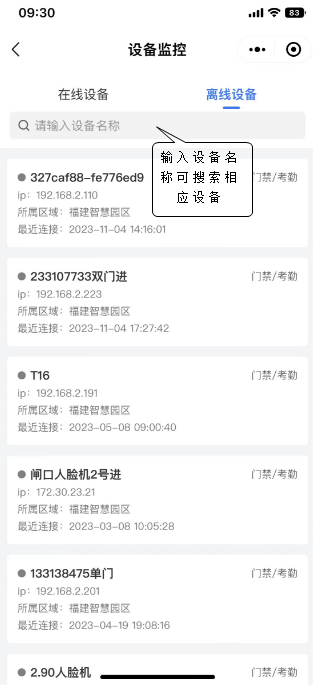 09:30
83
设备监控
在线设备
离线设备
请输入设备名称
输入设备名
称可搜索相
应设备
327caf88-fe776ed9
门禁/考勤
ip：192.168.2.110
所属区域：福建智慧园区
最近连接：2023-11-04 14:16:01
233107733双门进
门禁/考勤
ip：192.168.2.223
所属区域：福建智慧园区
最近连接：2023-11-04 17:27:42
T16
门禁/考勤
ip：192.168.2.191
所属区域：福建智慧园区
最近连接：2023-05-08 09:00:40
闸口人脸机2号进
门禁/考勤
ip：172.30.23.21
所属区域：福建智慧园区
最近连接：2023-03-08 10:05:28
133138475单门
门禁/考勤
ip：192.168.2.201
所属区域：福建智慧园区
最近连接：2023-04-19 19:08:16
2.90人脸机
门禁/考勤